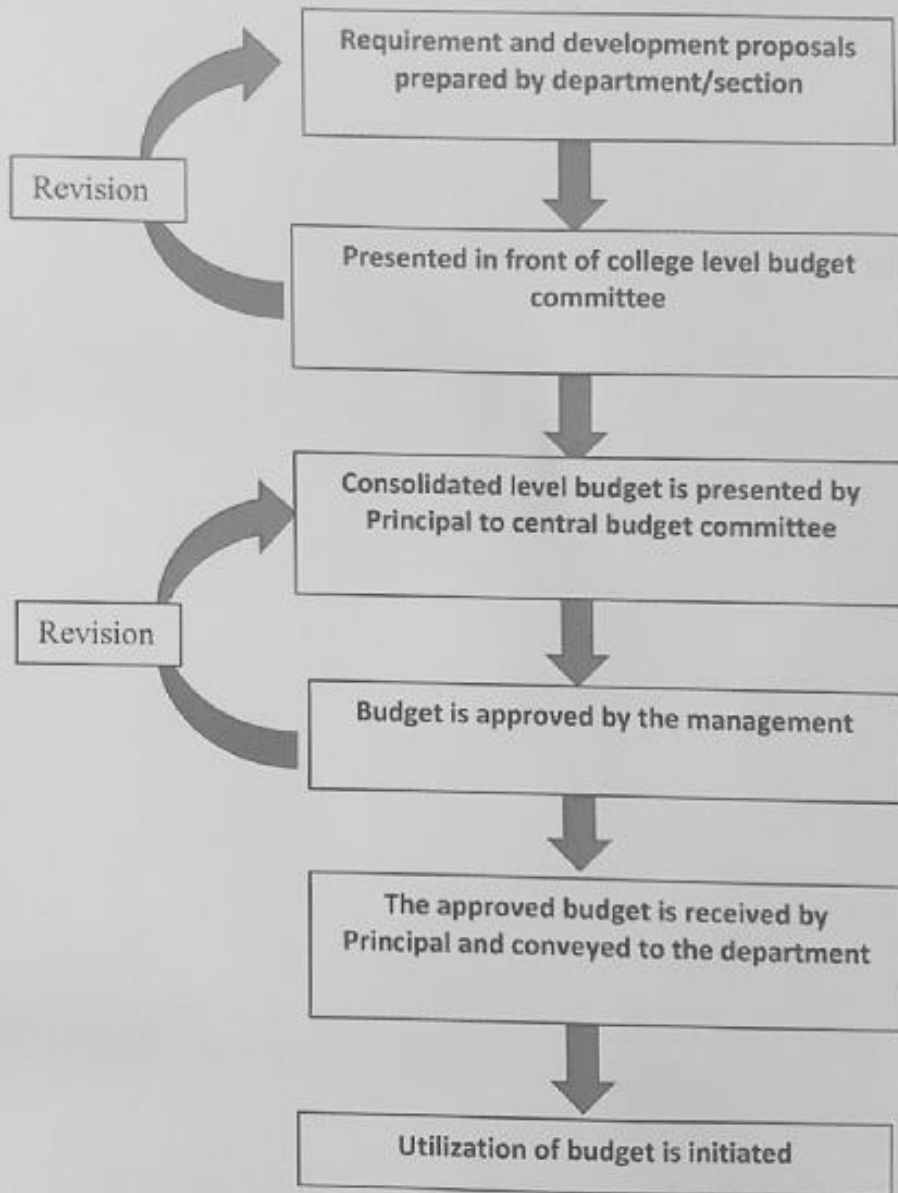 Requirement and development proposals
prepared by department/section
Revision
Presented in front of college level budget
committee
Consolidated level budget is presented by
Principal to central budget committee
Revision
Budget is approved by the management
The approved budget is received by
Principal and conveyed to the department
Utilization of budget is initiated